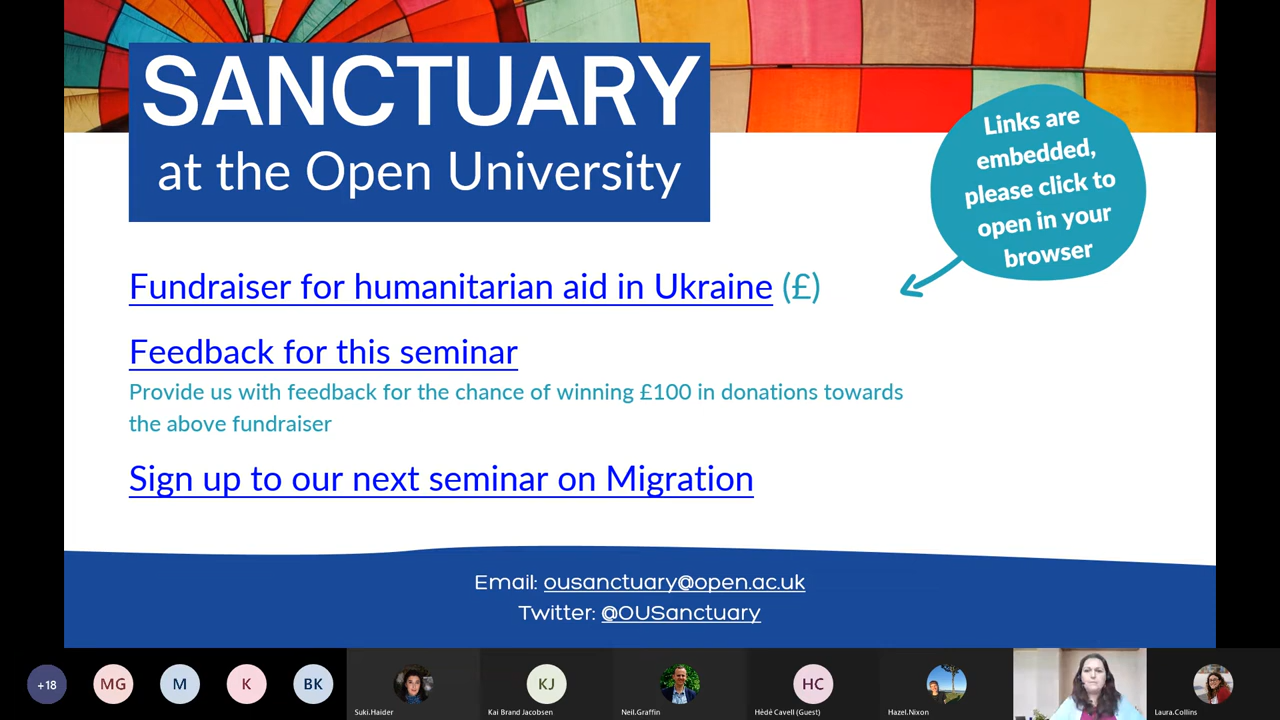 SANCTUARY
at the Open University
Links are
embedded,
please click to
open in your
browser
Fundraiser for humanitarian aid in Ukraine (£)
Feedback for this seminar
Provide us with feedback for the chance of winning £100 in donations towards
the above fundraiser
Sign up to our next seminar on Migration
Email: ousanctuary@open.ac.uk
Twitter: @OUSanctuary
+18
MG
M
K
BK
Suki.Haider
KJ
Kai Brand Jacobsen
Neil.Graffin
HC
Hêdê Cavell (Guest)
Hazel.Nixon
Laura.Collins